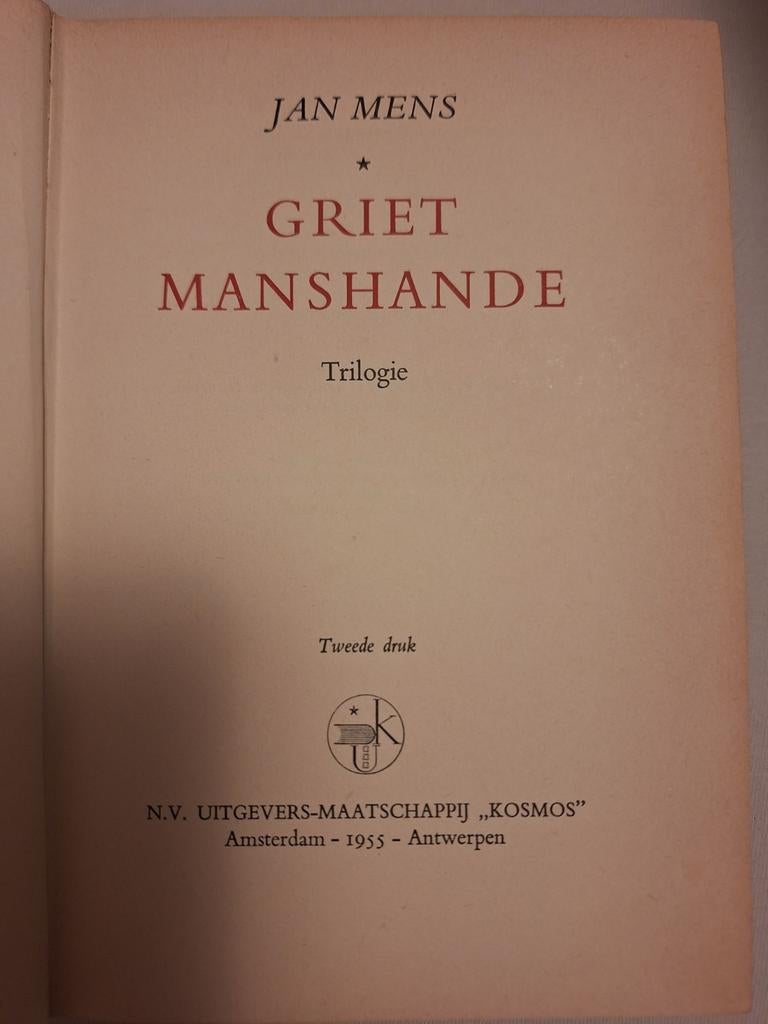 JAN MENS
★
GRIET
MANSHANDE
Trilogie
Tweede druk
K
U
N.V. UITGEVERS-MAATSCHAPPIJ „KOSMOS”
Amsterdam – 1955 – Antwerpen